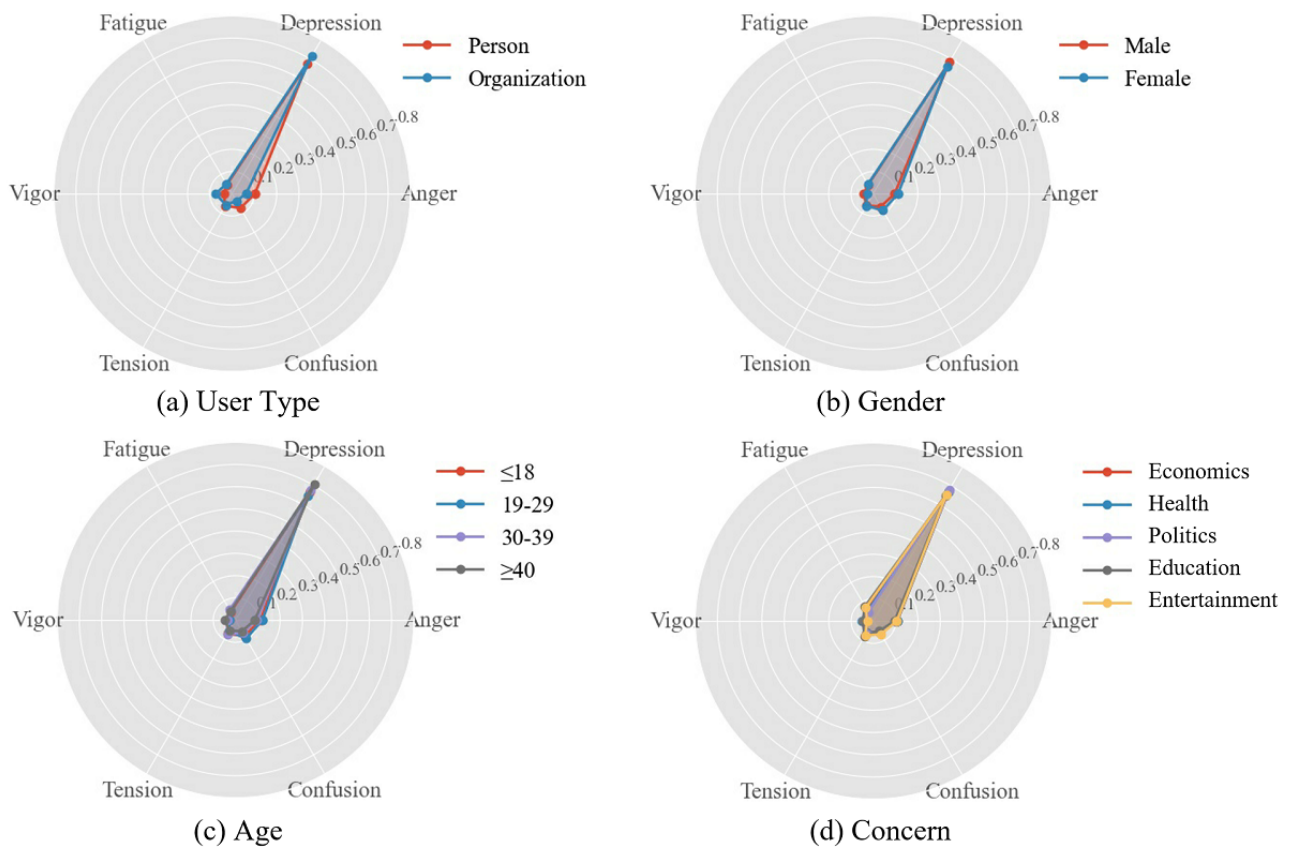 Fatigue Depression
Person
Organization
0.1 0.2 0.3 0.4 0.5 0.6 0.7 0.8
Vigor Anger
Tension Confusion
(a) User Type
Fatigue Depression
Male
Female
0.1 0.2 0.3 0.4 0.5 0.6 0.7 0.8
Vigor Anger
Tension Confusion
(b) Gender
Fatigue Depression
≤18
19-29
30-39
≥40
0.1 0.2 0.3 0.4 0.5 0.6 0.7 0.8
Vigor Anger
Tension Confusion
(c) Age
Fatigue Depression
Economics
Health
Politics
Education
Entertainment
0.1 0.2 0.3 0.4 0.5 0.6 0.7 0.8
Vigor Anger
Tension Confusion
(d) Concern